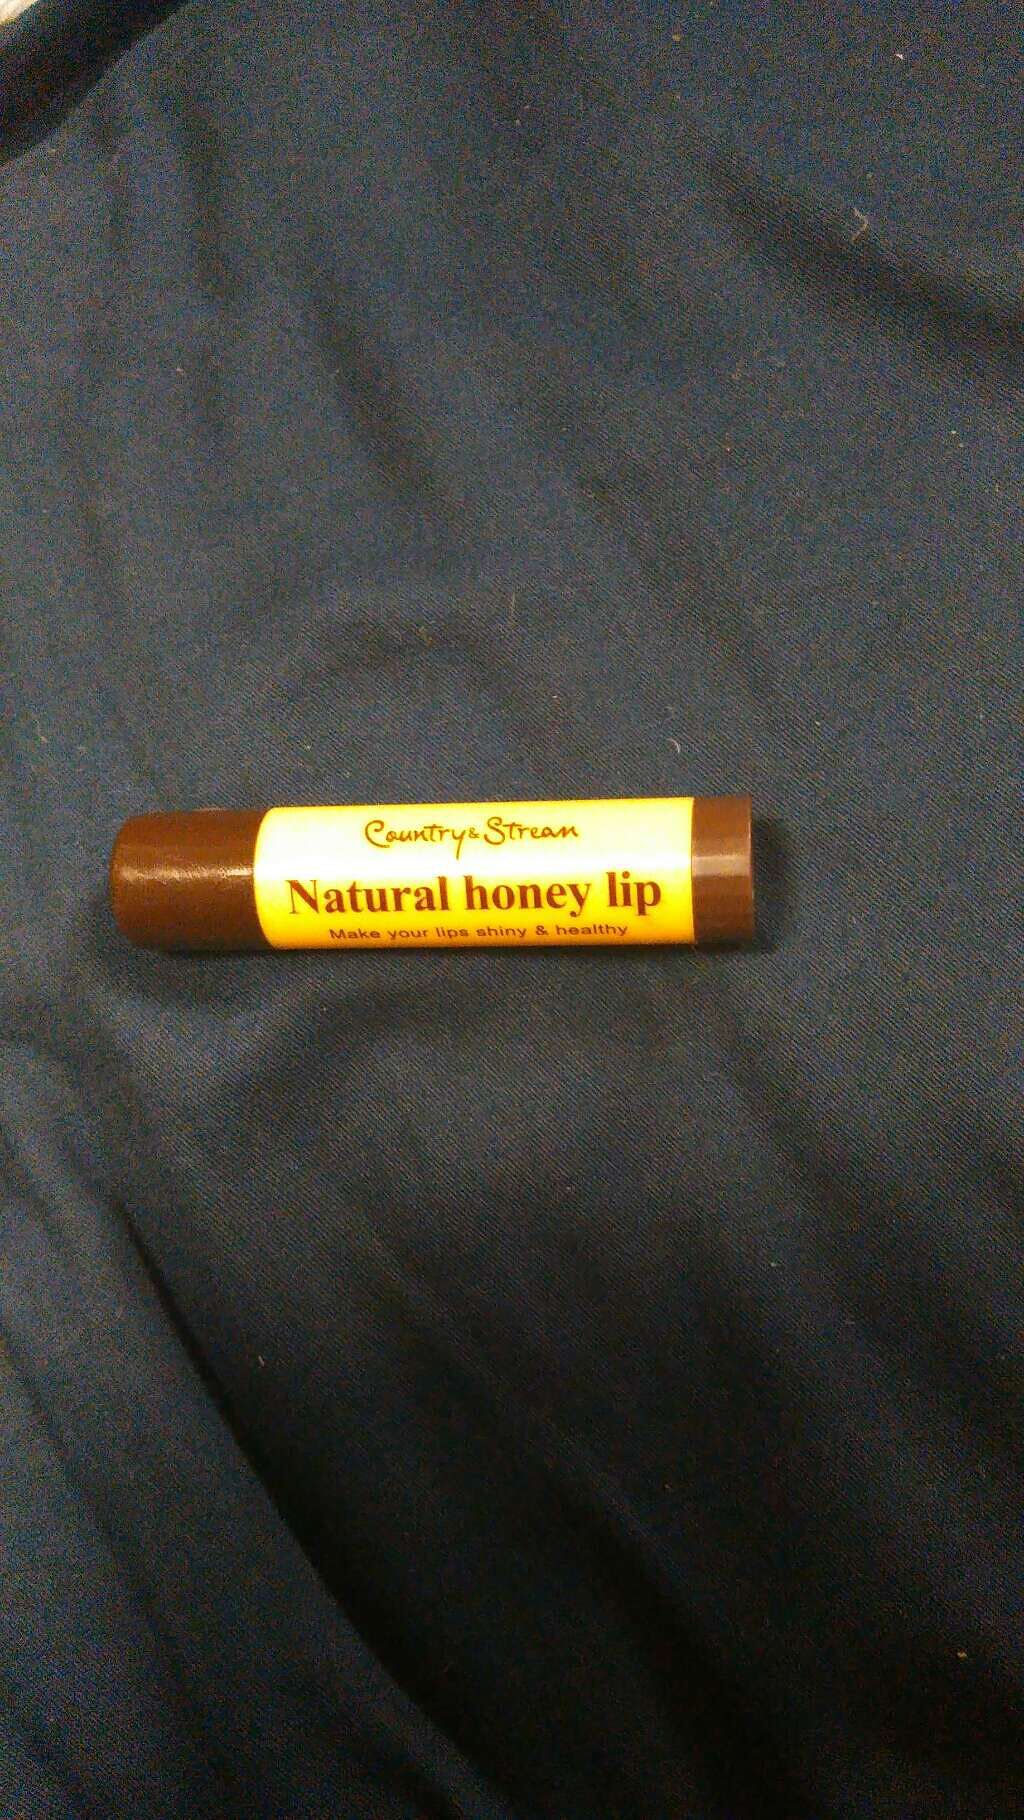 Country & Stream
Natural honey lip
Make your lips shiny & healthy